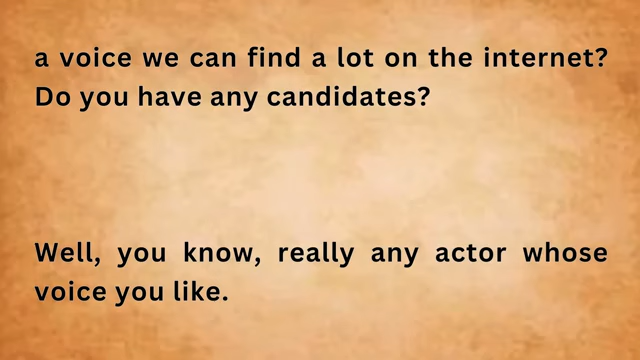 a voice we can find a lot on the internet?
Do you have any candidates?
Well, you know, really any actor whose
voice you like.